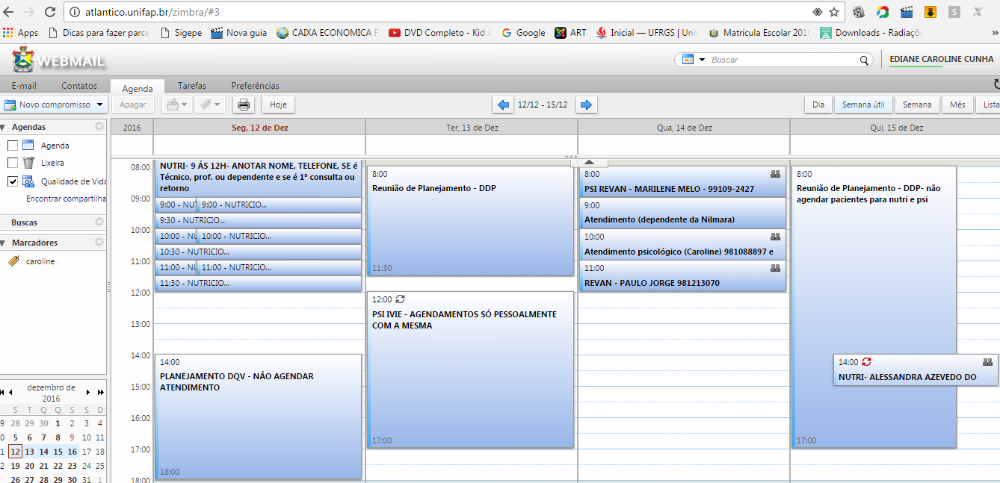 atlantico.unifap.br/zimbra/#3
Apps Dicas para fazer parce Sigepe Nova guia CAIXA ECONOMICA F DVD Completo - Kid A Google ART Inicial — UFRGS | Uni Matrícula Escolar 201 Downloads - Radiaçõe »
WEBMAIL
Buscar
EDIANE CAROLINE CUNHA
E-mail Contatos Agenda Tarefas Preferências
Novo compromisso Apagar Hoje 12/12 - 15/12 Dia Semana útil Semana Mês Lista
Agendas
Agenda
Lixeira
Qualidade de Vida
Encontrar compartilha
Buscas
Marcadores
caroline
2016 Seg, 12 de Dez Ter, 13 de Dez Qua, 14 de Dez Qui, 15 de Dez
08:00
09:00
10:00
11:00
12:00
13:00
14:00
15:00
16:00
17:00
18:00
NUTRI- 9 ÁS 12H- ANOTAR NOME, TELEFONE, SE é
Técnico, prof. ou dependente e se é 1ª consulta ou
retorno
9:00 - NUT 9:00 - NUTRICIO...
9:30 - NUTRICIO...
10:00 - NU 10:00 - NUTRICIO...
10:30 - NUTRICIO...
11:00 - NU 11:00 - NUTRICIO...
11:30 - NUTRICIO...
14:00
PLANEJAMENTO DQV - NÂO AGENDAR
ATENDIMENTO
18:00
8:00
Reunião de Planejamento - DDP
11:30
12:00
PSI IVIE - AGENDAMENTOS SÓ PESSOALMENTE
COM A MESMA
17:00
8:00
PSI REVAN - MARILENE MELO - 99109-2427
9:00
Atendimento (dependente da Nilmara)
10:00
Atendimento psicológico (Caroline) 981088897 e
11:00
REVAN - PAULO JORGE 981213070
8:00
Reunião de Planejamento - DDP- não
agendar pacientes para nutri e psi
14:00
NUTRI- ALESSANDRA AZEVEDO DO
17:00
dezembro de
2016
S T Q Q S S D
9 28 29 30 1 2 3 4
0 5 6 7 8 9 10 11
1 12 13 14 15 16 17 18
2 19 20 21 22 23 24 25
26 27 28 29 30 31 1